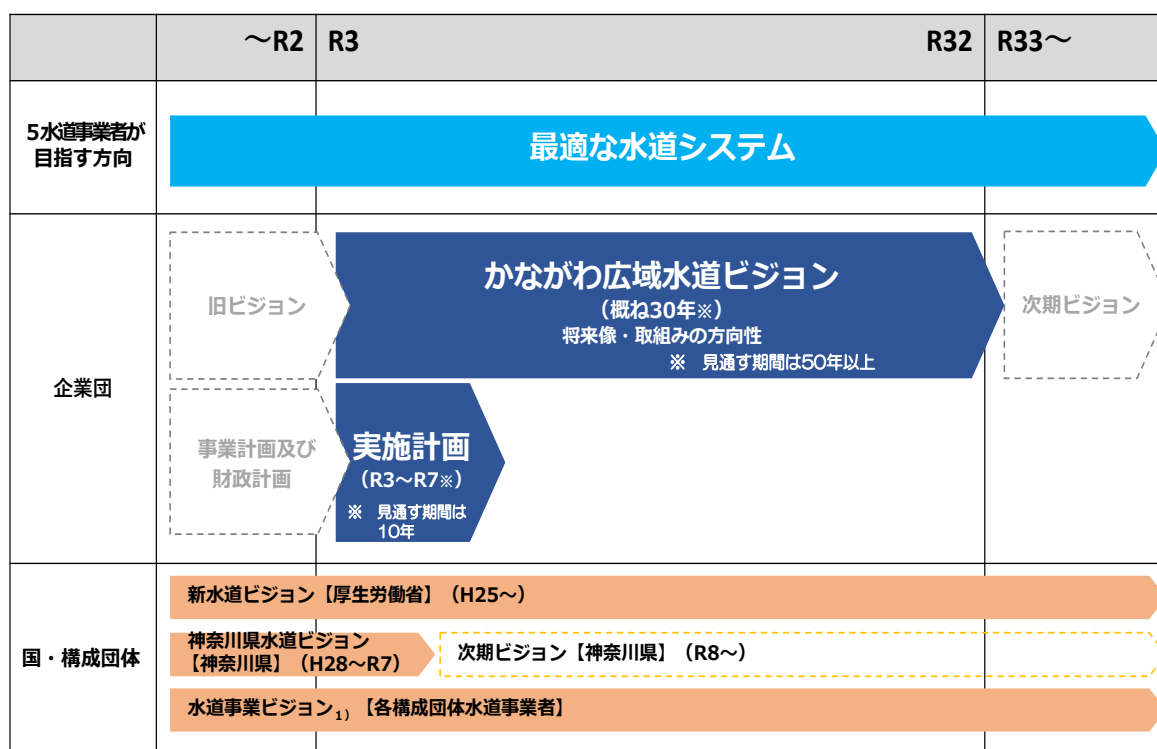 ～R2
R3
R32
R33～
5水道事業者が
目指す方向
最適な水道システム
企業団
旧ビジョン
かながわ広域水道ビジョン
（概ね30年※）
将来像・取組みの方向性
※　見通す期間は50年以上
次期ビジョン
事業計画及び
財政計画
実施計画
（R3～R7※）
※　見通す期間は
10年
国・構成団体
新水道ビジョン【厚生労働省】（H25～）
神奈川県水道ビジョン
【神奈川県】（H28～R7）
次期ビジョン【神奈川県】（R8～）
水道事業ビジョン1）【各構成団体水道事業者】